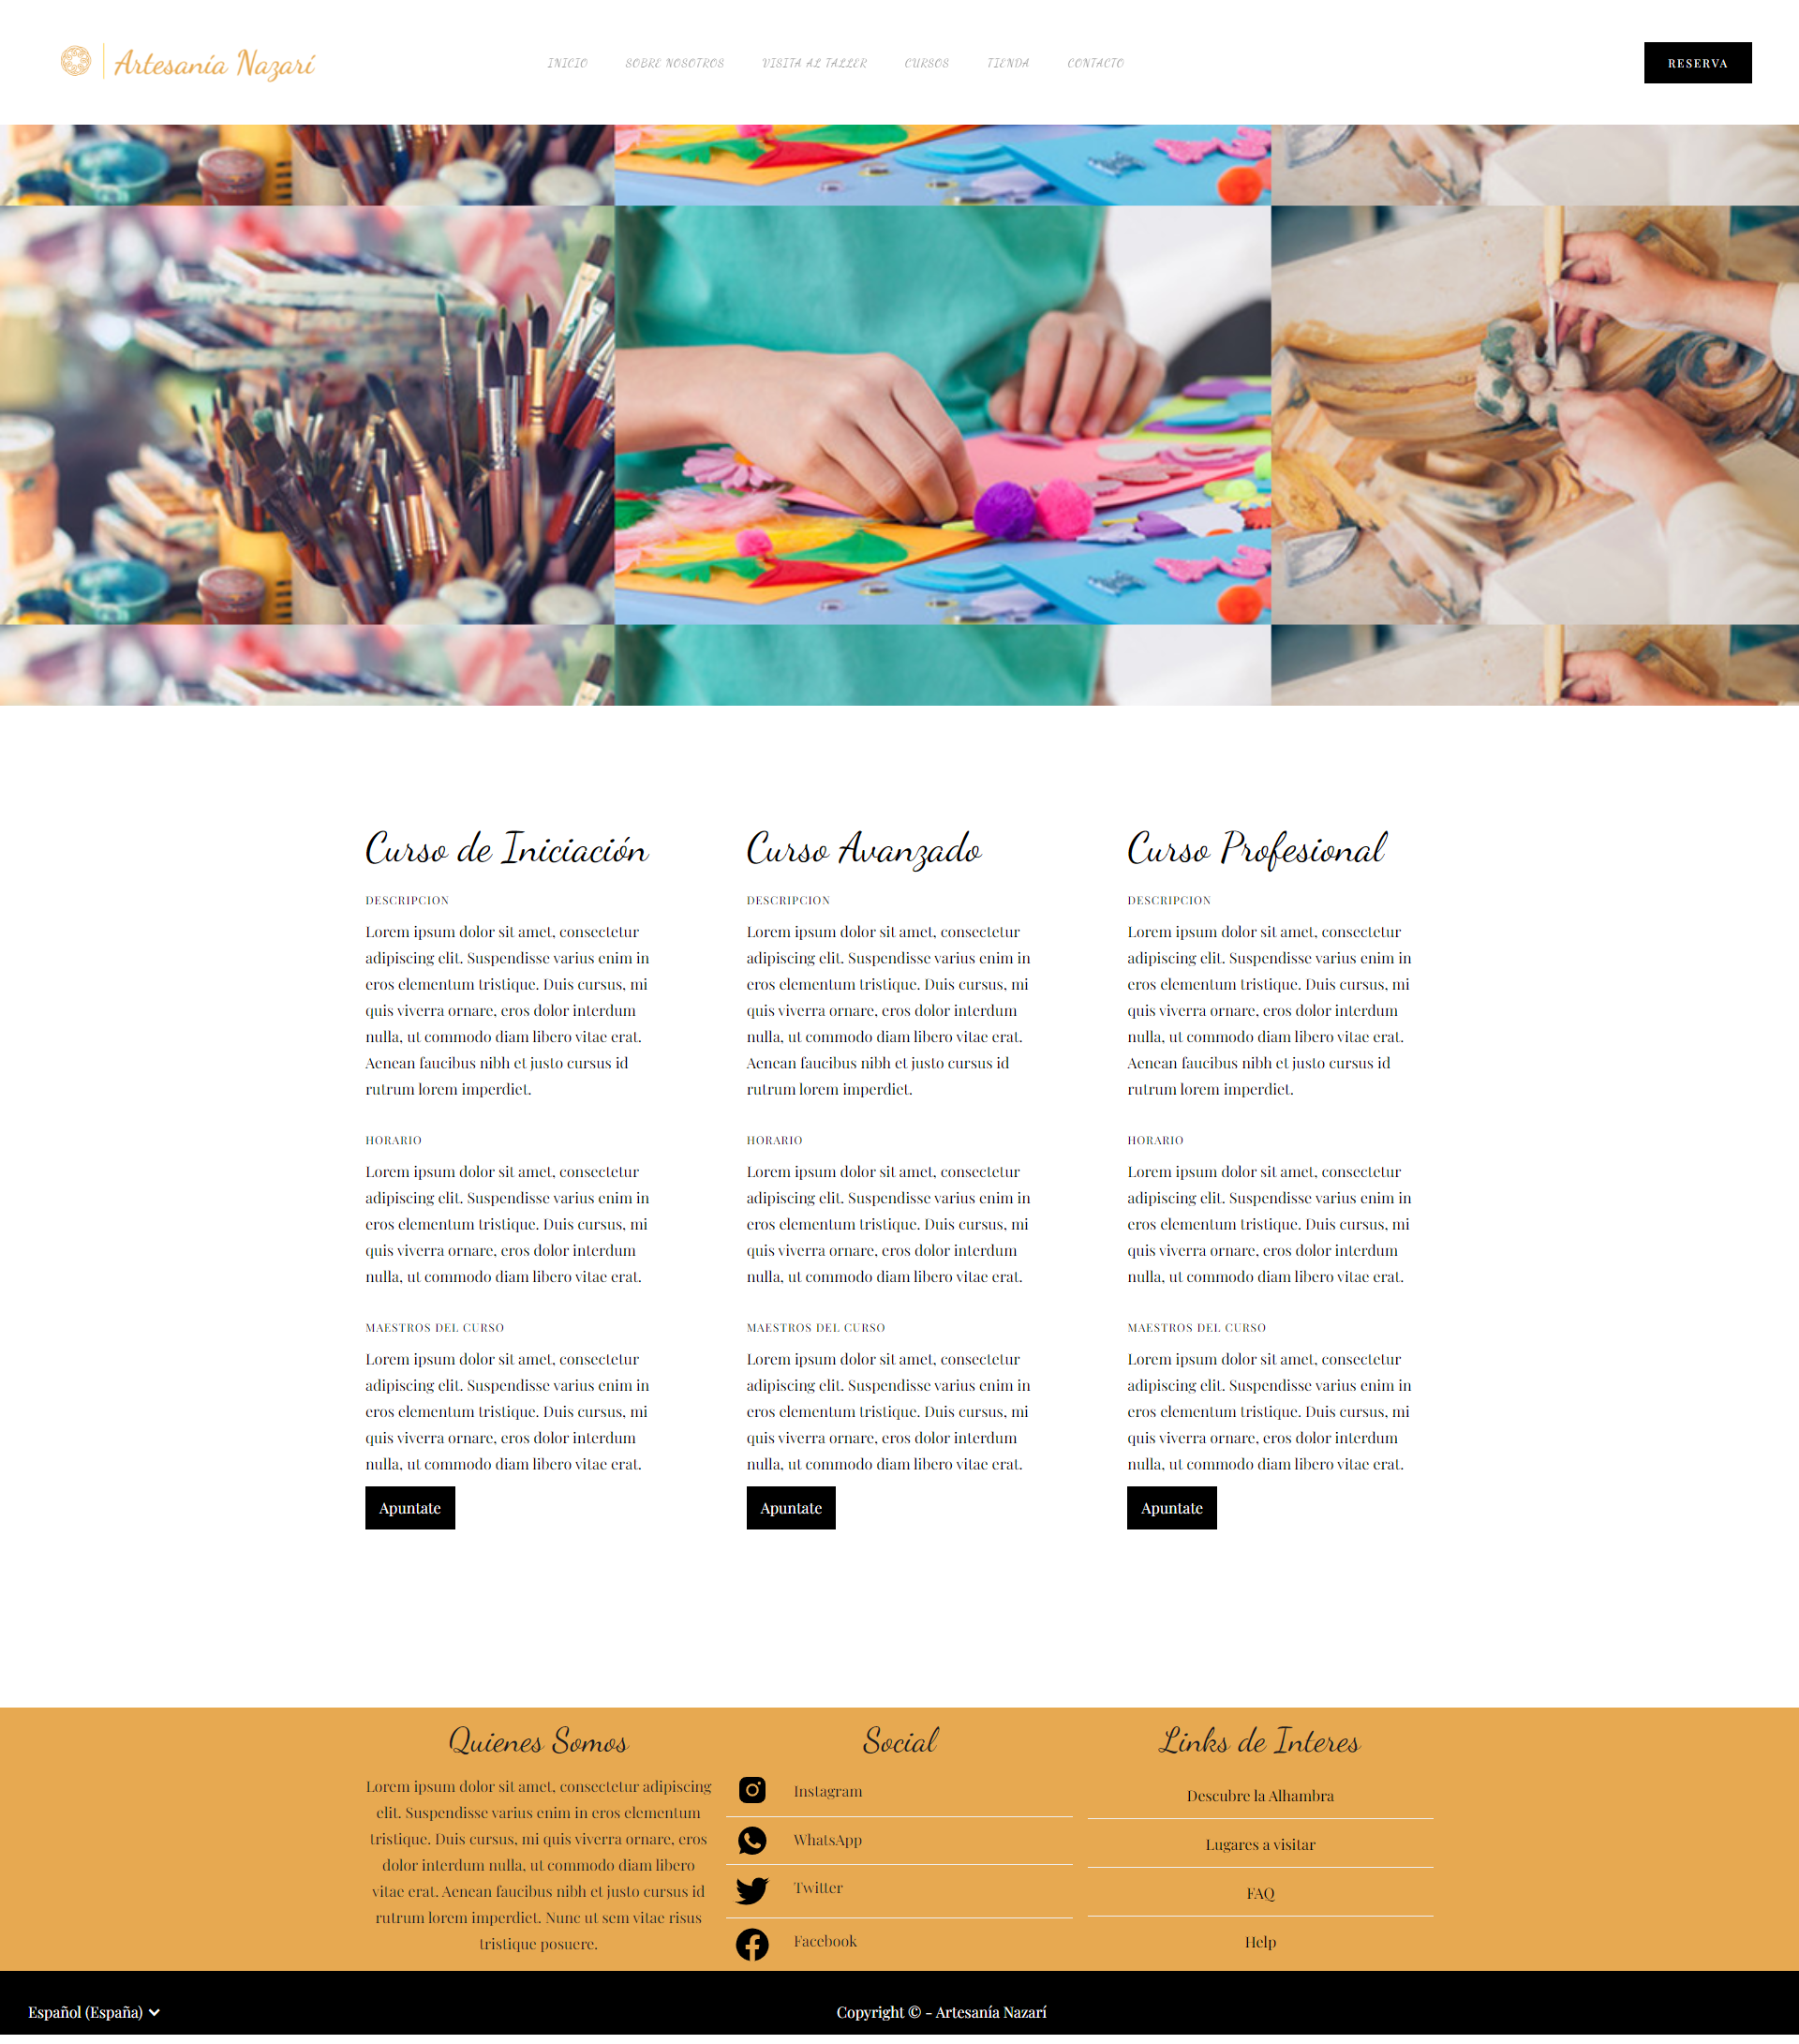 Artesanía Nazarí
INICIO SOBRE NOSOTROS VISITA AL TALLER CURSOS TIENDA CONTACTO
RESERVA
Curso de Iniciación
DESCRIPCION
Lorem ipsum dolor sit amet, consectetur
adipiscing elit. Suspendisse varius enim in
eros elementum tristique. Duis cursus, mi
quis viverra ornare, eros dolor interdum
nulla, ut commodo diam libero vitae erat.
Aenean faucibus nibh et justo cursus id
rutrum lorem imperdiet.
HORARIO
Lorem ipsum dolor sit amet, consectetur
adipiscing elit. Suspendisse varius enim in
eros elementum tristique. Duis cursus, mi
quis viverra ornare, eros dolor interdum
nulla, ut commodo diam libero vitae erat.
MAESTROS DEL CURSO
Lorem ipsum dolor sit amet, consectetur
adipiscing elit. Suspendisse varius enim in
eros elementum tristique. Duis cursus, mi
quis viverra ornare, eros dolor interdum
nulla, ut commodo diam libero vitae erat.
Apuntate
Curso Avanzado
DESCRIPCION
Lorem ipsum dolor sit amet, consectetur
adipiscing elit. Suspendisse varius enim in
eros elementum tristique. Duis cursus, mi
quis viverra ornare, eros dolor interdum
nulla, ut commodo diam libero vitae erat.
Aenean faucibus nibh et justo cursus id
rutrum lorem imperdiet.
HORARIO
Lorem ipsum dolor sit amet, consectetur
adipiscing elit. Suspendisse varius enim in
eros elementum tristique. Duis cursus, mi
quis viverra ornare, eros dolor interdum
nulla, ut commodo diam libero vitae erat.
MAESTROS DEL CURSO
Lorem ipsum dolor sit amet, consectetur
adipiscing elit. Suspendisse varius enim in
eros elementum tristique. Duis cursus, mi
quis viverra ornare, eros dolor interdum
nulla, ut commodo diam libero vitae erat.
Apuntate
Curso Profesional
DESCRIPCION
Lorem ipsum dolor sit amet, consectetur
adipiscing elit. Suspendisse varius enim in
eros elementum tristique. Duis cursus, mi
quis viverra ornare, eros dolor interdum
nulla, ut commodo diam libero vitae erat.
Aenean faucibus nibh et justo cursus id
rutrum lorem imperdiet.
HORARIO
Lorem ipsum dolor sit amet, consectetur
adipiscing elit. Suspendisse varius enim in
eros elementum tristique. Duis cursus, mi
quis viverra ornare, eros dolor interdum
nulla, ut commodo diam libero vitae erat.
MAESTROS DEL CURSO
Lorem ipsum dolor sit amet, consectetur
adipiscing elit. Suspendisse varius enim in
eros elementum tristique. Duis cursus, mi
quis viverra ornare, eros dolor interdum
nulla, ut commodo diam libero vitae erat.
Apuntate
Quienes Somos
Lorem ipsum dolor sit amet, consectetur adipiscing
elit. Suspendisse varius enim in eros elementum
tristique. Duis cursus, mi quis viverra ornare, eros
dolor interdum nulla, ut commodo diam libero
vitae erat. Aenean faucibus nibh et justo cursus id
rutrum lorem imperdiet. Nunc ut sem vitae risus
tristique posuere.
Social
Instagram
WhatsApp
Twitter
Facebook
Links de Interes
Descubre la Alhambra
Lugares a visitar
FAQ
Help
Español (España)
Copyright © - Artesanía Nazarí